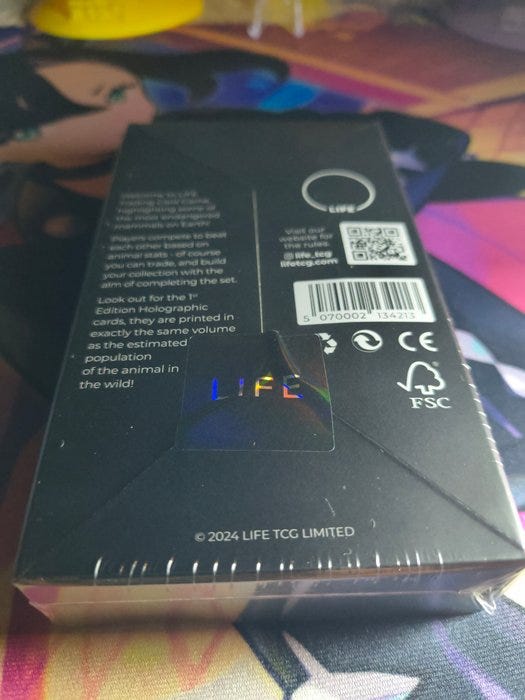 Welcome to LIFE
Trading Card Game,
highlighting some of
the most endangered
mammals on Earth!
Players compete to beat
each other based on
animal stats - of course
you can trade, and build
your collection with the
aim of completing the set.
Look out for the 1st
Edition Holographic
cards, they are printed in
exactly the same volume
as the estimated
population
of the animal in
the wild!
LIFE
Visit our
website for
the rules.
life_tcg
lifetcg.com
5 070002 134213
CE
FSC
LIFE
© 2024 LIFE TCG LIMITED